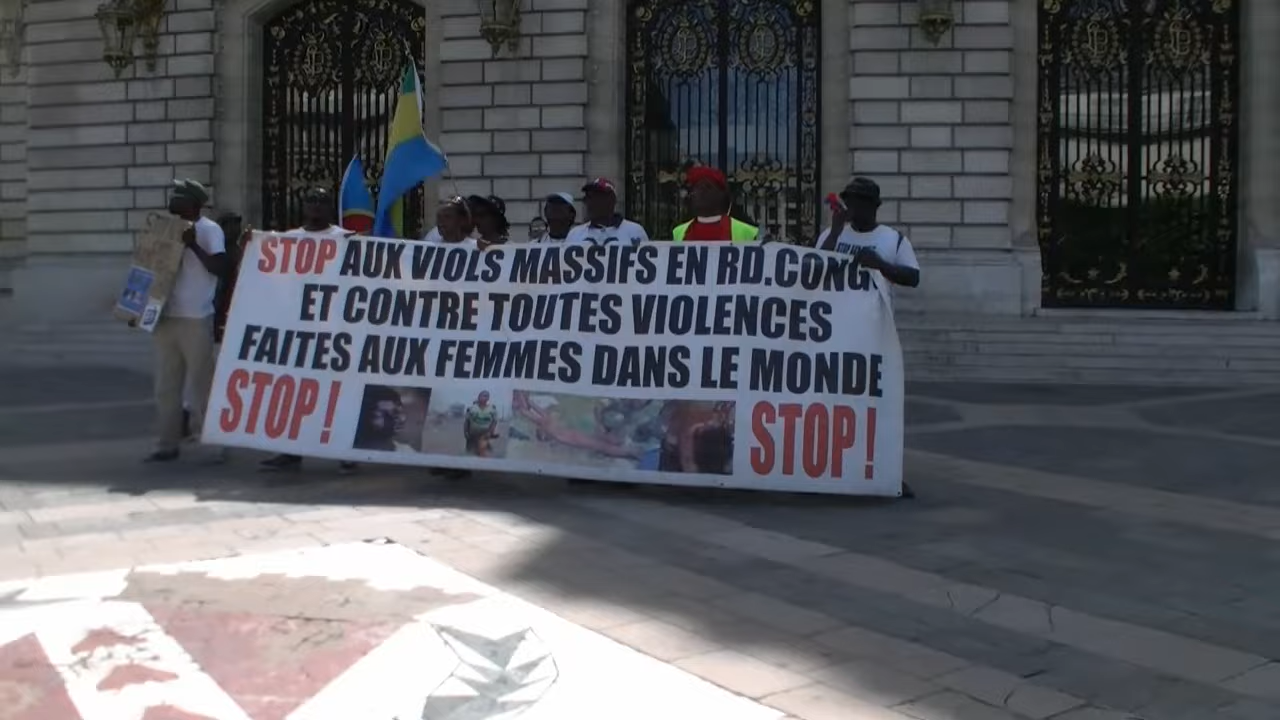 STOP AUX VIOLS MASSIFS EN RD.CONG
ET CONTRE TOUTES VIOLENCES
FAITES AUX FEMMES DANS LE MONDE
STOP! STOP!